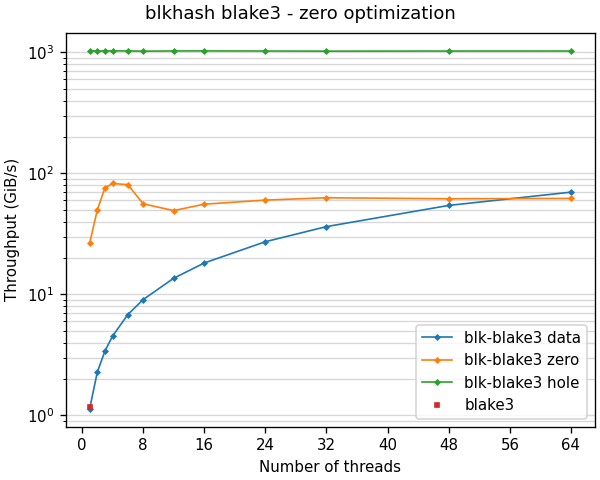 blkhash blake3 - zero optimization
Throughput (GiB/s)
10³
10²
10¹
10⁰
blk-blake3 data
blk-blake3 zero
blk-blake3 hole
blake3
0 8 16 24 32 40 48 56 64
Number of threads